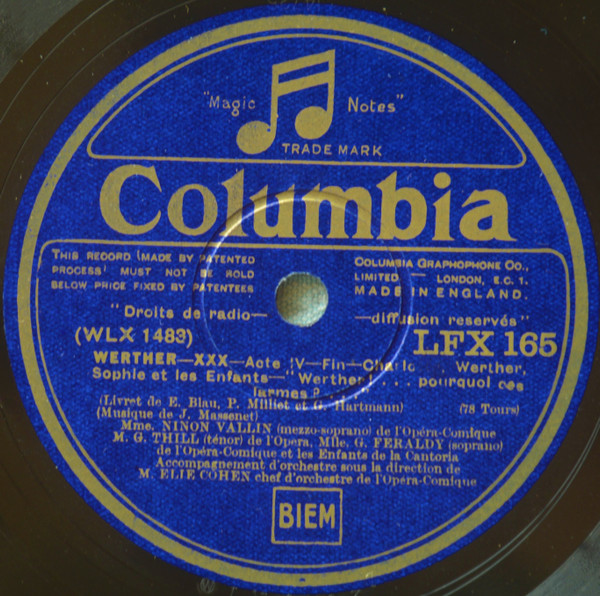 "Magic Notes"
TRADE MARK
Columbia
THIS RECORD (MADE BY PATENTED
PROCESS) MUST NOT BE SOLD
BELOW PRICE FIXED BY PATENTEES
COLUMBIA GRAPHOPHONE CO.,
LIMITED — LONDON, E.C. 1.
MADE IN ENGLAND.
"Droits de radio— —diffusion reservés"
(WLX 1483)
LFX 165
WERTHER—XXX—Acte IV—Fin—Charlo . . Werther,
Sophie et les Enfants—"Werther! . . . pourquoi ces
larmes ?
(Livret de E. Blau, P. Milliet et G. Hartmann)
(Musique de J. Massenet)
(78 Tours)
Mme. NINON VALLIN (mezzo-soprano) de l'Opéra-Comique
M. G. THILL (ténor) de l'Opera, Mlle. G. FERALDY (soprano)
de l'Opéra-Comique et les Enfants de la Cantoria
Accompagnement d'orchestre sous la direction de
M. ELIE COHEN chef d'orchestre de l'Opéra-Comique
BIEM